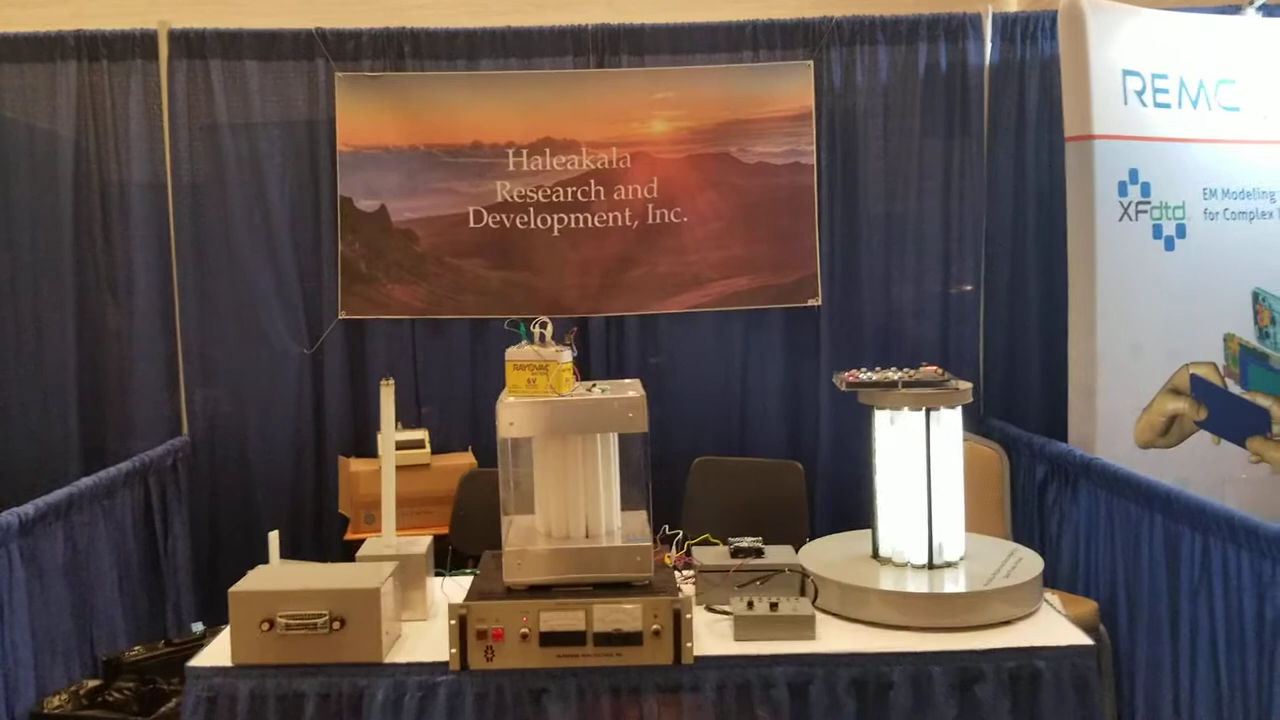 Haleakala
Research and
Development, Inc.
REMC
XFdtd
EM Modeling
for Complex
RAYOVAC
6V